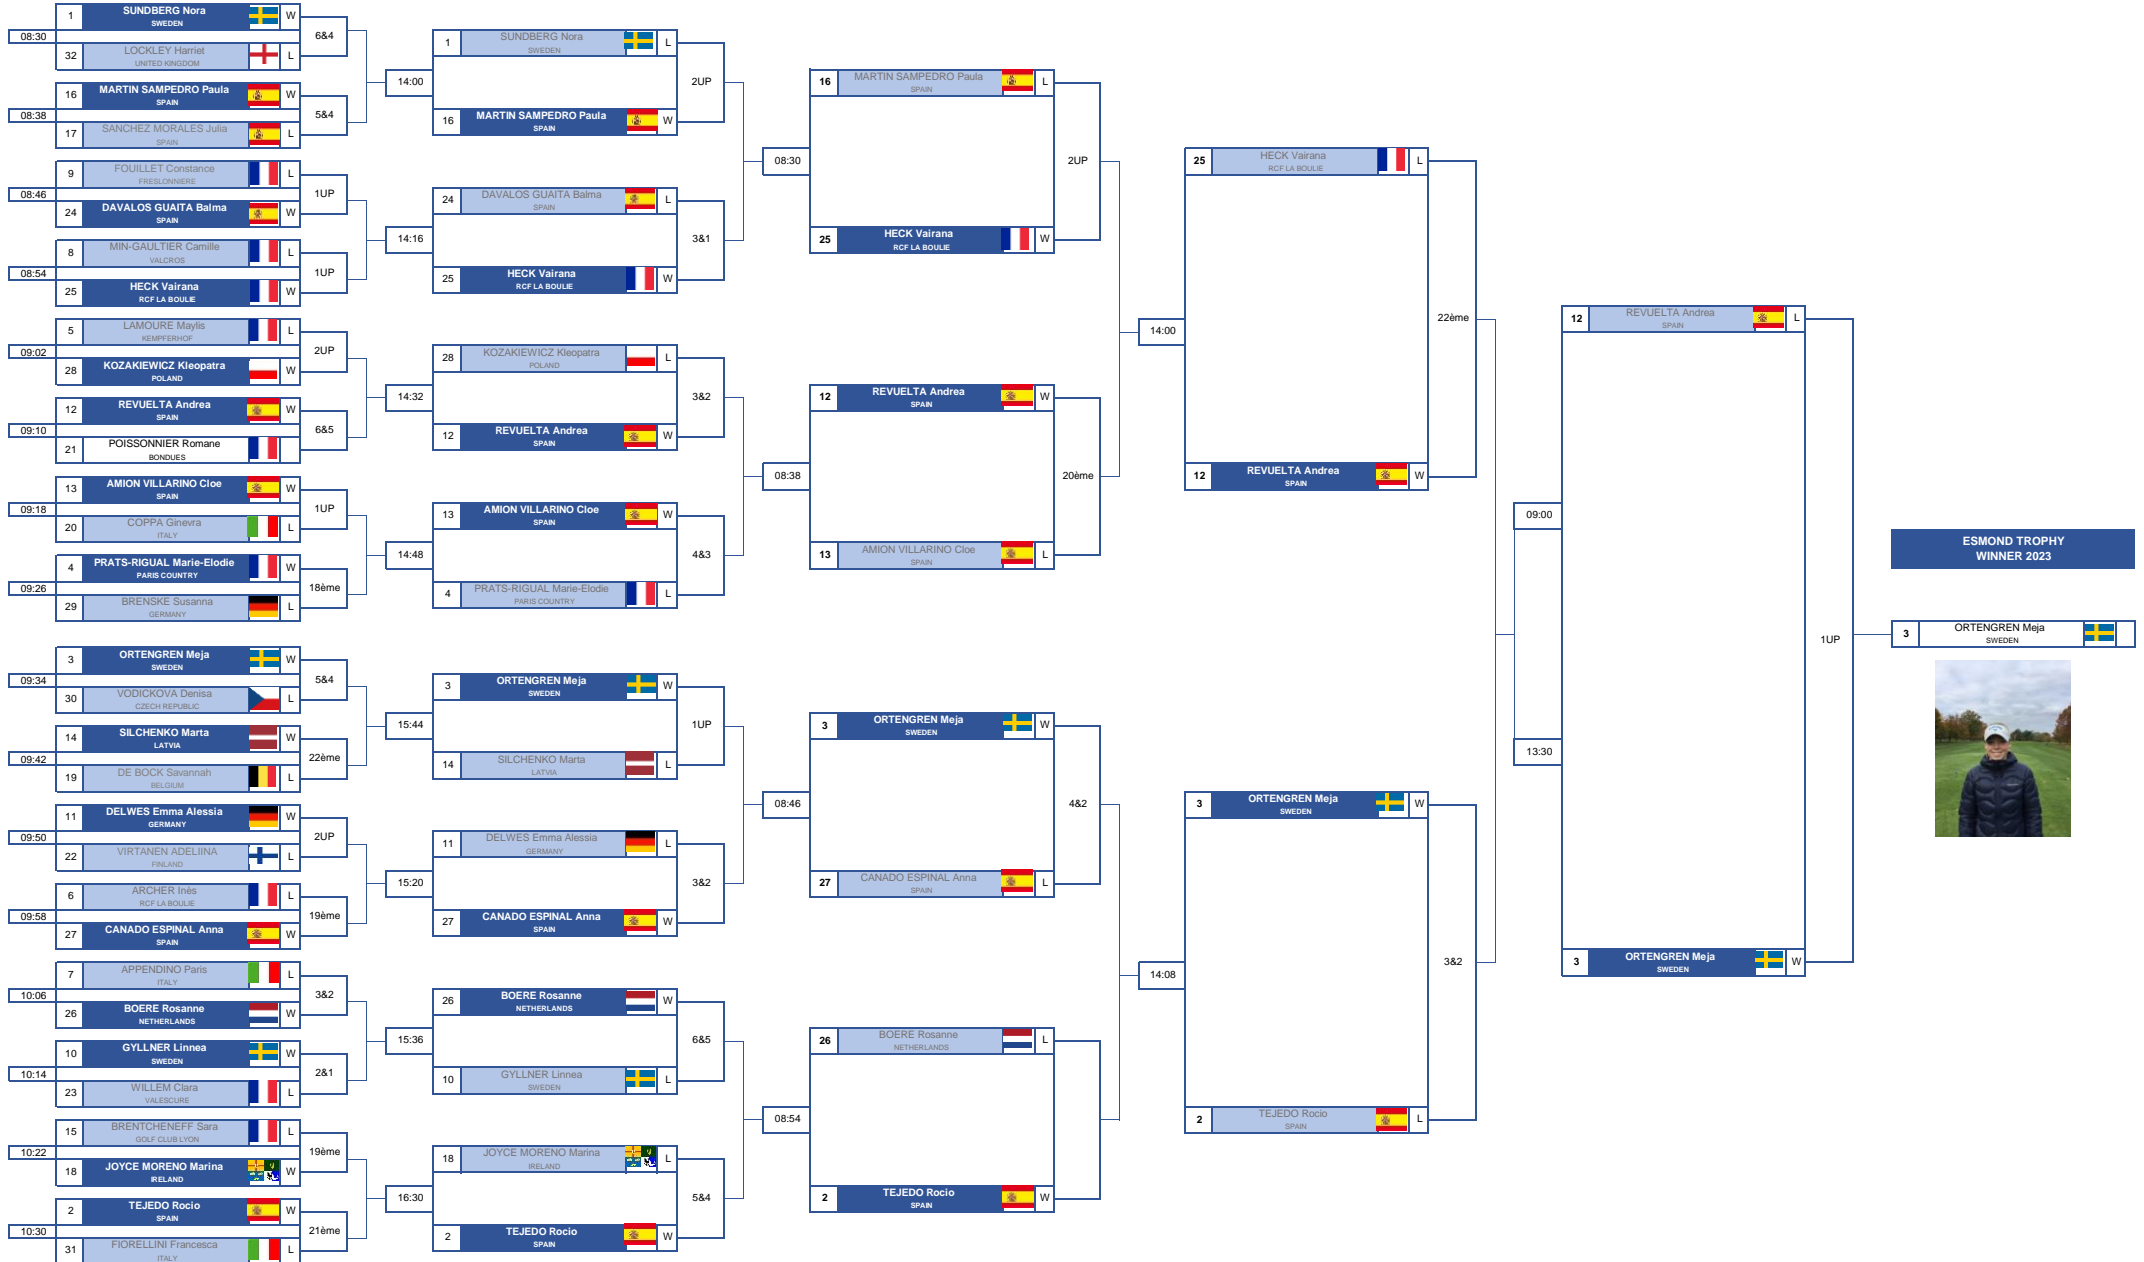 1
SUNDBERG Nora
SWEDEN
W
08:30
6&4
32
LOCKLEY Harriet
UNITED KINGDOM
L
16
MARTIN SAMPEDRO Paula
SPAIN
W
08:38
5&4
17
SANCHEZ MORALES Julia
SPAIN
L
9
FOUILLET Constance
FRESLONNIERE
L
08:46
1UP
24
DAVALOS GUAITA Balma
SPAIN
W
8
MIN-GAULTIER Camille
VALCROS
L
08:54
1UP
25
HECK Vairana
RCF LA BOULIE
W
5
LAMOURE Maylis
KEMPFERHOF
L
09:02
2UP
28
KOZAKIEWICZ Kleopatra
POLAND
W
12
REVUELTA Andrea
SPAIN
W
09:10
6&5
21
POISSONNIER Romane
BONDUES
13
AMION VILLARINO Cloe
SPAIN
W
09:18
1UP
20
COPPA Ginevra
ITALY
L
4
PRATS-RIGUAL Marie-Elodie
PARIS COUNTRY
W
09:26
18ème
29
BRENSKE Susanna
GERMANY
L
3
ORTENGREN Meja
SWEDEN
W
09:34
5&4
30
VODICKOVA Denisa
CZECH REPUBLIC
L
14
SILCHENKO Marta
LATVIA
W
09:42
22ème
19
DE BOCK Savannah
BELGIUM
L
11
DELWES Emma Alessia
GERMANY
W
09:50
2UP
22
VIRTANEN ADELIINA
FINLAND
L
6
ARCHER Inès
RCF LA BOULIE
L
09:58
19ème
27
CANADO ESPINAL Anna
SPAIN
W
7
APPENDINO Paris
ITALY
L
10:06
3&2
26
BOERE Rosanne
NETHERLANDS
W
10
GYLLNER Linnea
SWEDEN
W
10:14
2&1
23
WILLEM Clara
VALESCURE
L
15
BRENTCHENEFF Sara
GOLF CLUB LYON
L
10:22
19ème
18
JOYCE MORENO Marina
IRELAND
W
2
TEJEDO Rocio
SPAIN
W
10:30
21ème
31
FIORELLINI Francesca
ITALY
L
1
SUNDBERG Nora
SWEDEN
L
14:00
2UP
16
MARTIN SAMPEDRO Paula
SPAIN
W
24
DAVALOS GUAITA Balma
SPAIN
L
14:16
3&1
25
HECK Vairana
RCF LA BOULIE
W
28
KOZAKIEWICZ Kleopatra
POLAND
L
14:32
3&2
12
REVUELTA Andrea
SPAIN
W
13
AMION VILLARINO Cloe
SPAIN
W
14:48
4&3
4
PRATS-RIGUAL Marie-Elodie
PARIS COUNTRY
L
3
ORTENGREN Meja
SWEDEN
W
15:44
1UP
14
SILCHENKO Marta
LATVIA
L
11
DELWES Emma Alessia
GERMANY
L
15:20
3&2
27
CANADO ESPINAL Anna
SPAIN
W
26
BOERE Rosanne
NETHERLANDS
W
15:36
6&5
10
GYLLNER Linnea
SWEDEN
L
18
JOYCE MORENO Marina
IRELAND
L
16:30
5&4
2
TEJEDO Rocio
SPAIN
W
16
MARTIN SAMPEDRO Paula
SPAIN
L
08:30
2UP
25
HECK Vairana
RCF LA BOULIE
W
12
REVUELTA Andrea
SPAIN
W
08:38
20ème
13
AMION VILLARINO Cloe
SPAIN
L
3
ORTENGREN Meja
SWEDEN
W
08:46
4&2
27
CANADO ESPINAL Anna
SPAIN
L
26
BOERE Rosanne
NETHERLANDS
L
08:54
2
TEJEDO Rocio
SPAIN
W
25
HECK Vairana
RCF LA BOULIE
L
14:00
22ème
12
REVUELTA Andrea
SPAIN
W
3
ORTENGREN Meja
SWEDEN
W
14:08
3&2
2
TEJEDO Rocio
SPAIN
L
12
REVUELTA Andrea
SPAIN
L
09:00
13:30
1UP
3
ORTENGREN Meja
SWEDEN
W
ESMOND TROPHY
WINNER 2023
3
ORTENGREN Meja
SWEDEN